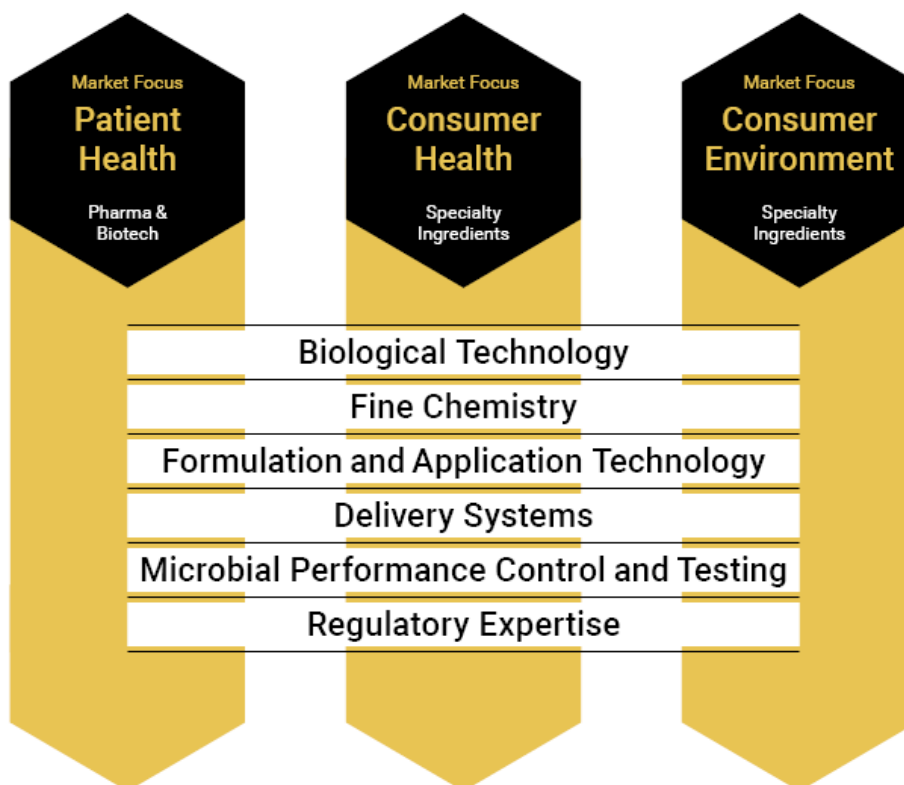 Market Focus
Patient
Health
Pharma &
Biotech
Market Focus
Consumer
Health
Specialty
Ingredients
Market Focus
Consumer
Environment
Specialty
Ingredients
Biological Technology
Fine Chemistry
Formulation and Application Technology
Delivery Systems
Microbial Performance Control and Testing
Regulatory Expertise